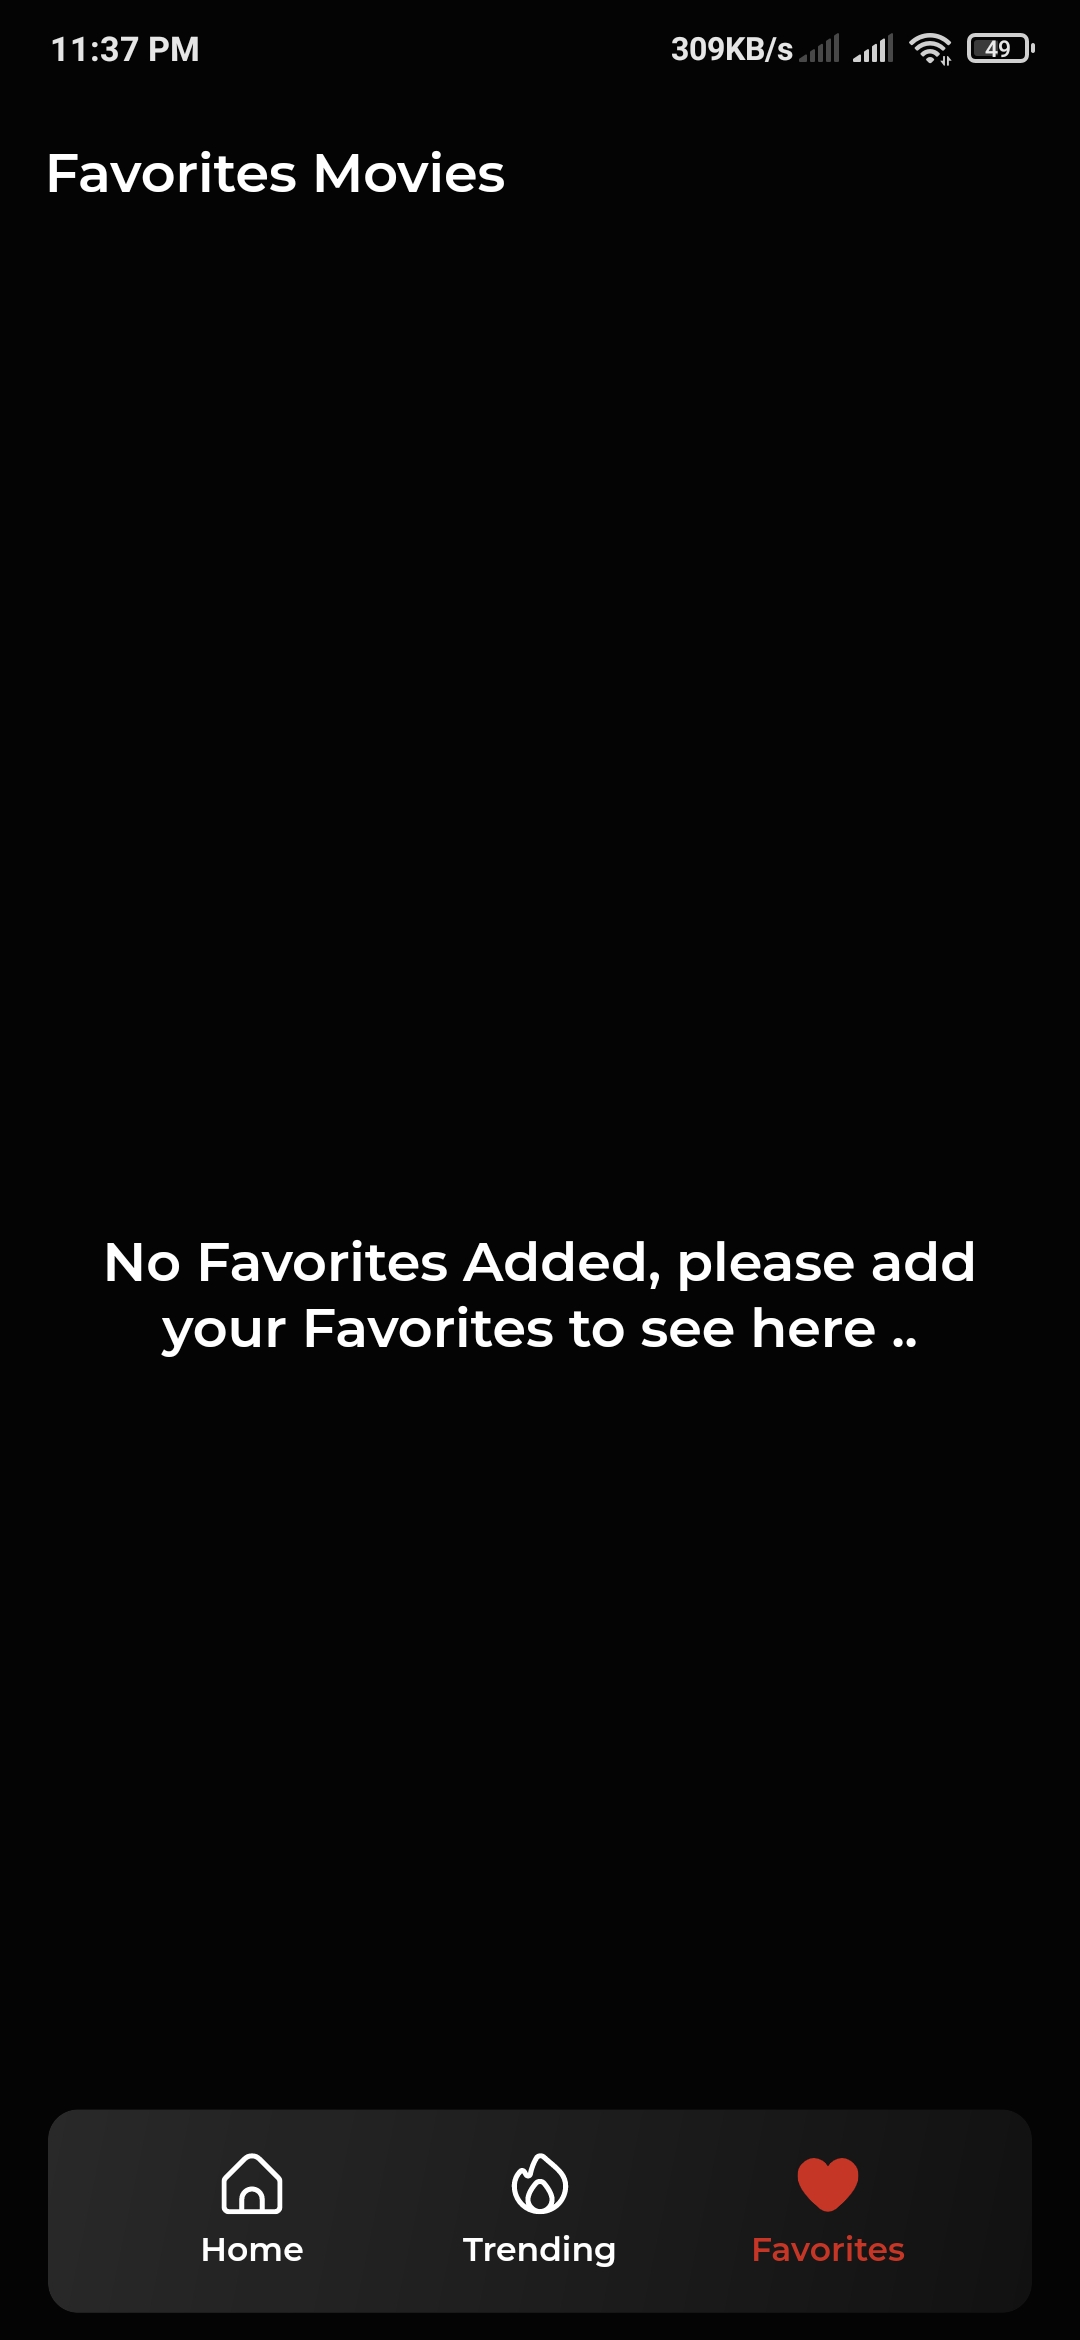 11:37 PM 309KB/s 49
Favorites Movies
No Favorites Added, please add
your Favorites to see here ..
Home Trending Favorites